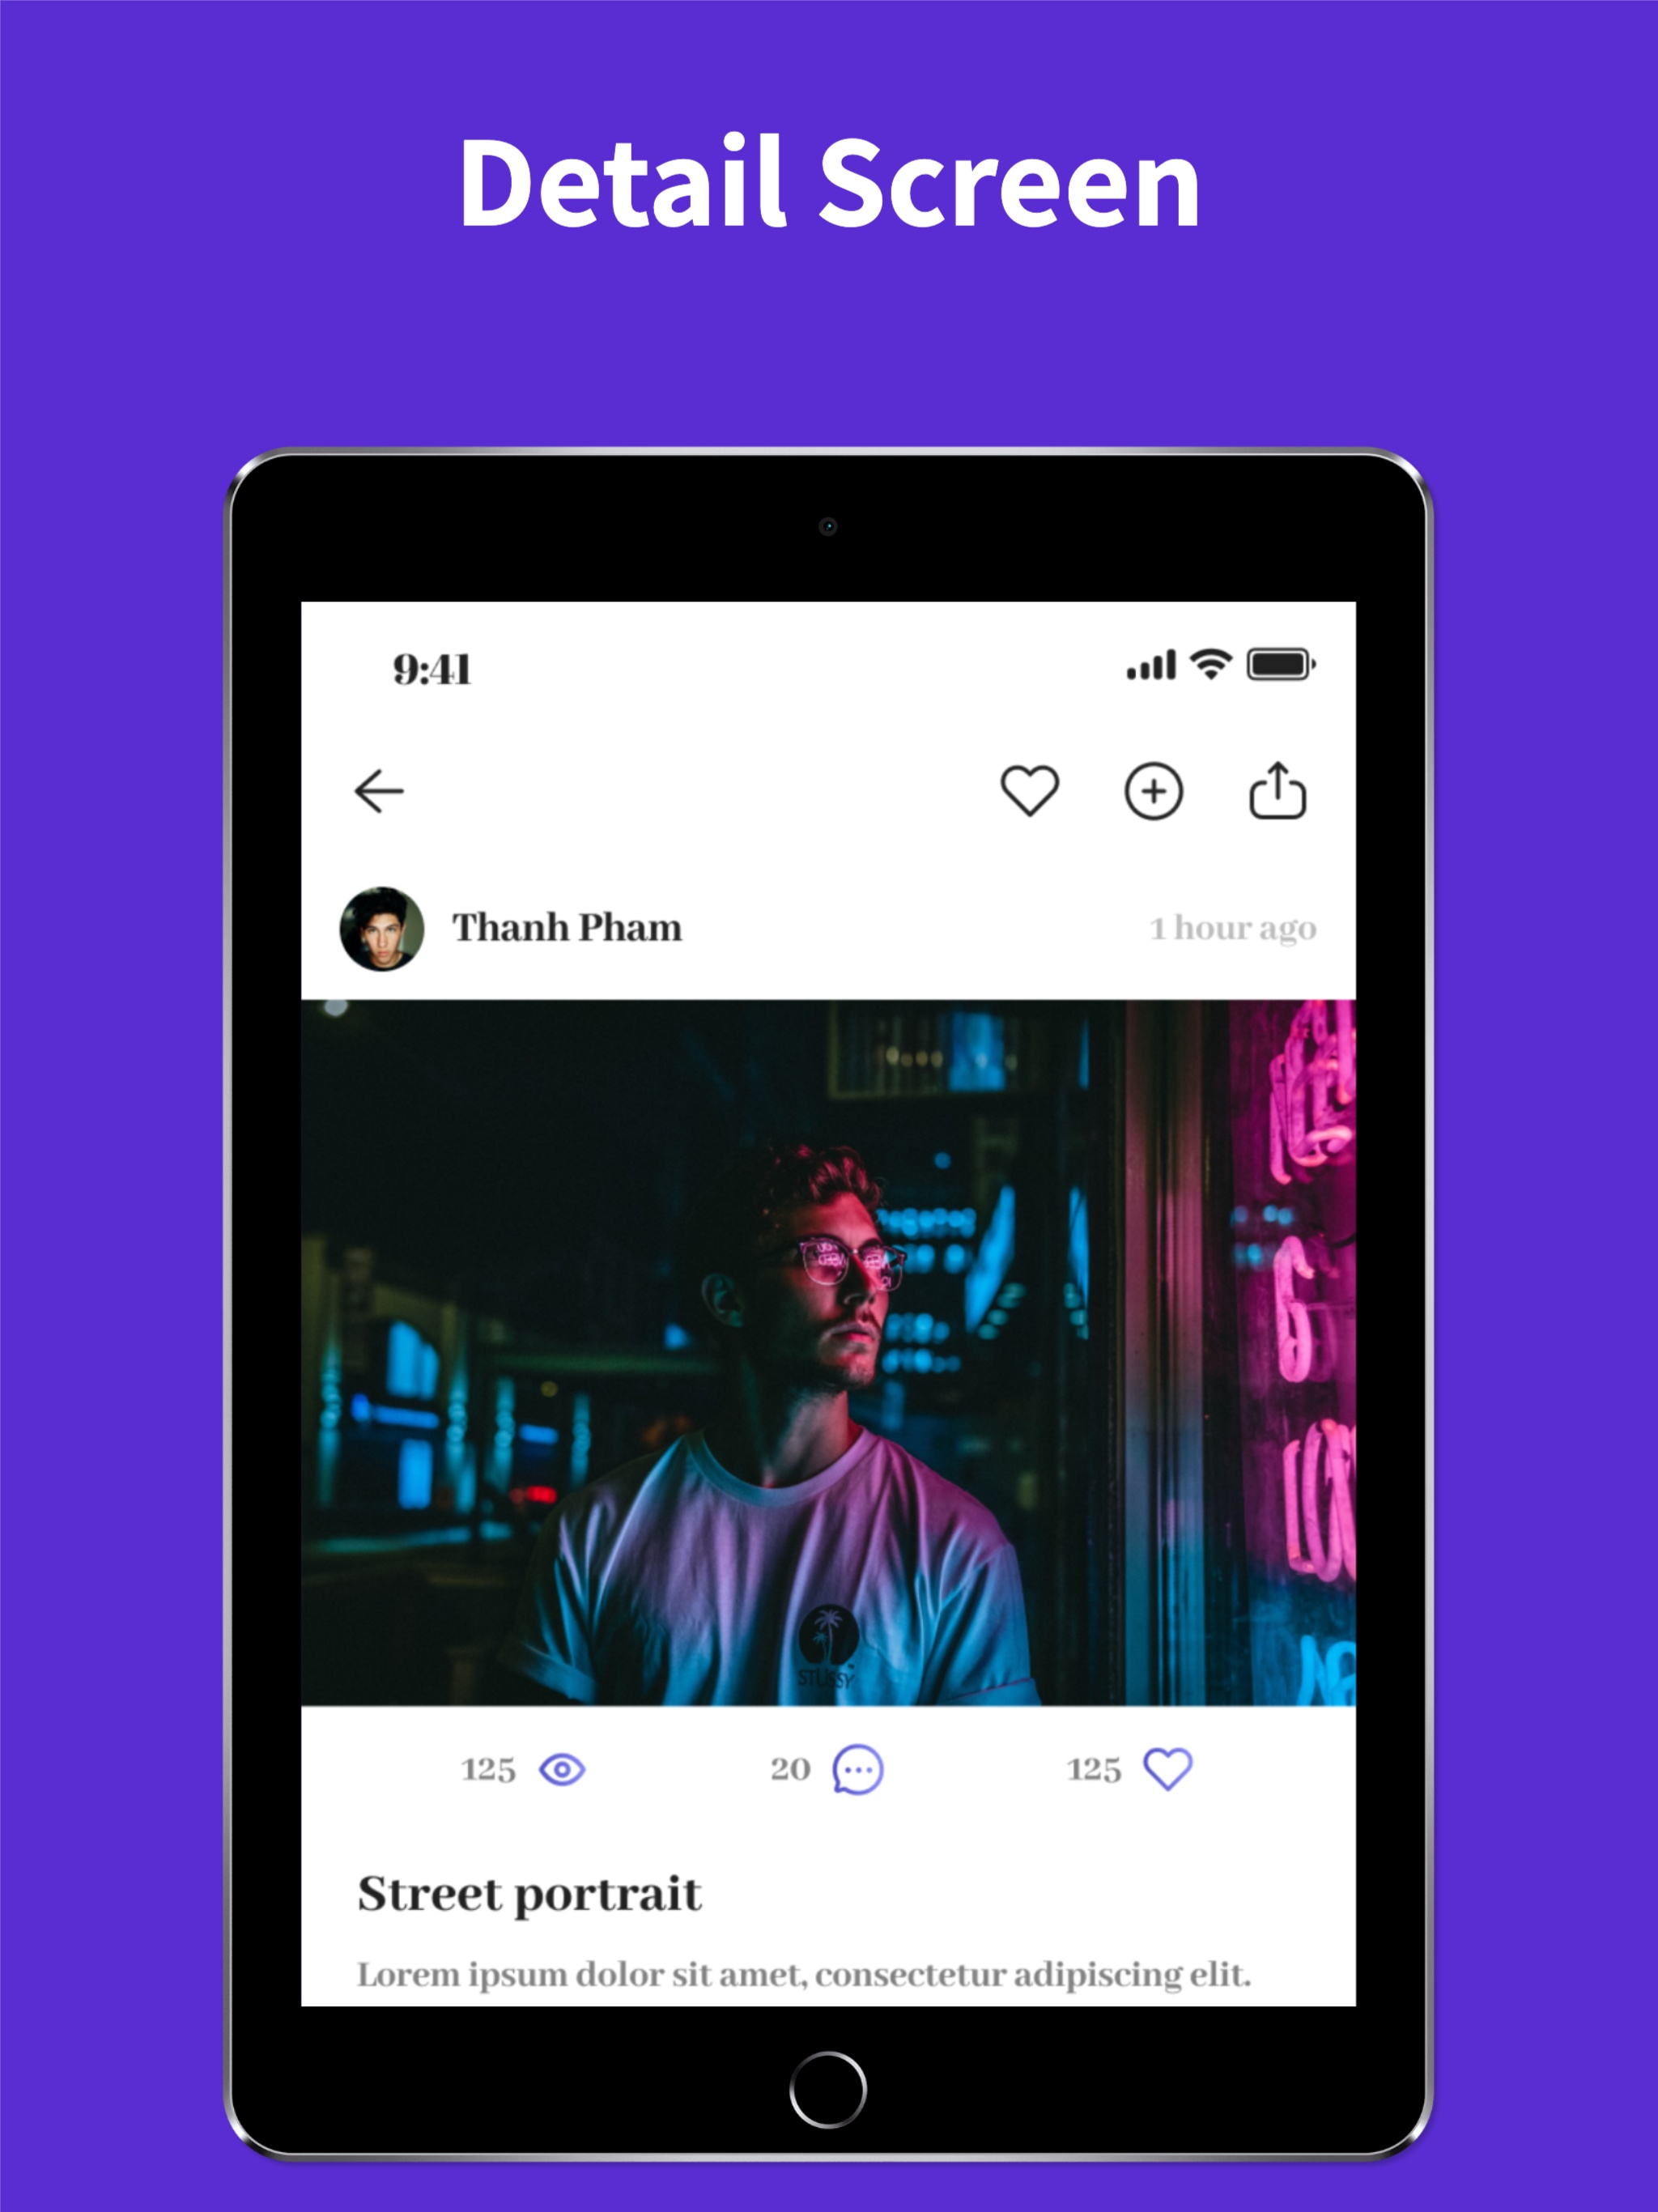 Detail Screen
9:41
Thanh Pham
1 hour ago
STUSSY
125
20
125
Street portrait
Lorem ipsum dolor sit amet, consectetur adipiscing elit.